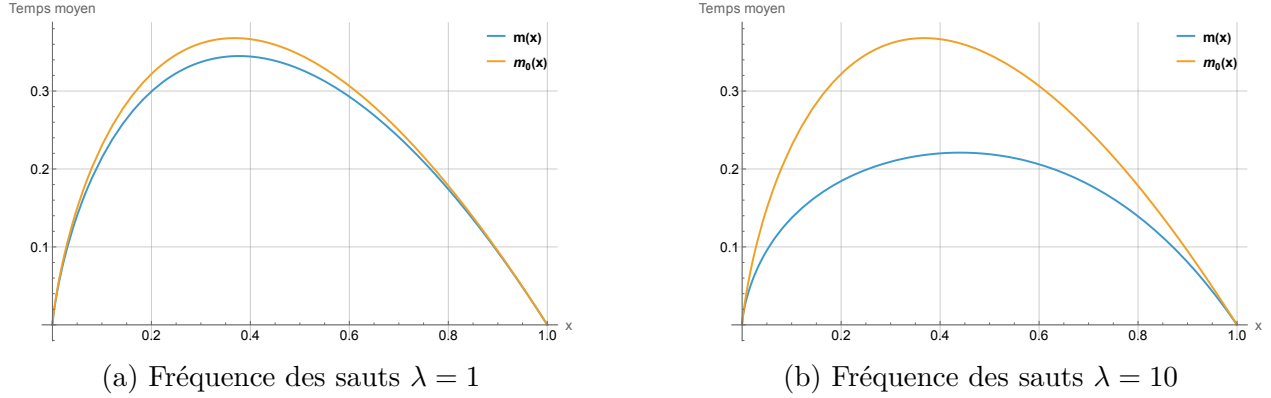 Temps moyen
m(x)
m₀(x)
0.3
0.2
0.1
0.2 0.4 0.6 0.8 1.0
x
(a) Fréquence des sauts λ = 1
Temps moyen
m(x)
m₀(x)
0.3
0.2
0.1
0.2 0.4 0.6 0.8 1.0
x
(b) Fréquence des sauts λ = 10